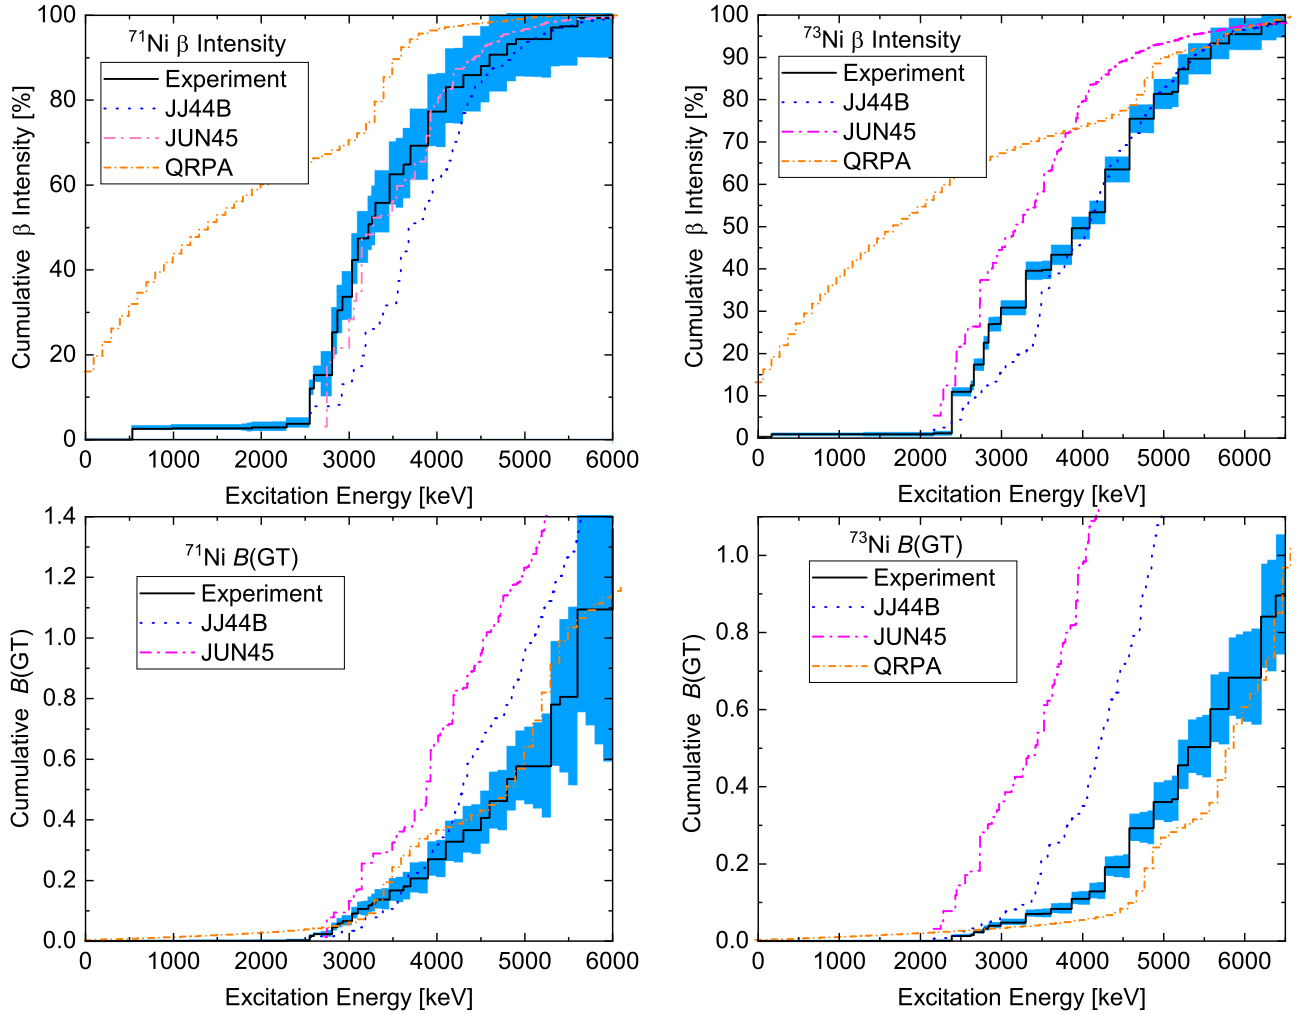 ⁷¹Ni β Intensity
Experiment
JJ44B
JUN45
QRPA
Cumulative β Intensity [%]
100
80
60
40
20
0
0 1000 2000 3000 4000 5000 6000
Excitation Energy [keV]
⁷³Ni β Intensity
Experiment
JJ44B
JUN45
QRPA
Cumulative β Intensity [%]
100
90
80
70
60
50
40
30
20
10
0
0 1000 2000 3000 4000 5000 6000
Excitation Energy [keV]
⁷¹Ni B(GT)
Experiment
JJ44B
JUN45
Cumulative B(GT)
1.4
1.2
1.0
0.8
0.6
0.4
0.2
0.0
0 1000 2000 3000 4000 5000 6000
Excitation Energy [keV]
⁷³Ni B(GT)
Experiment
JJ44B
JUN45
QRPA
Cumulative B(GT)
1.0
0.8
0.6
0.4
0.2
0.0
0 1000 2000 3000 4000 5000 6000
Excitation Energy [keV]